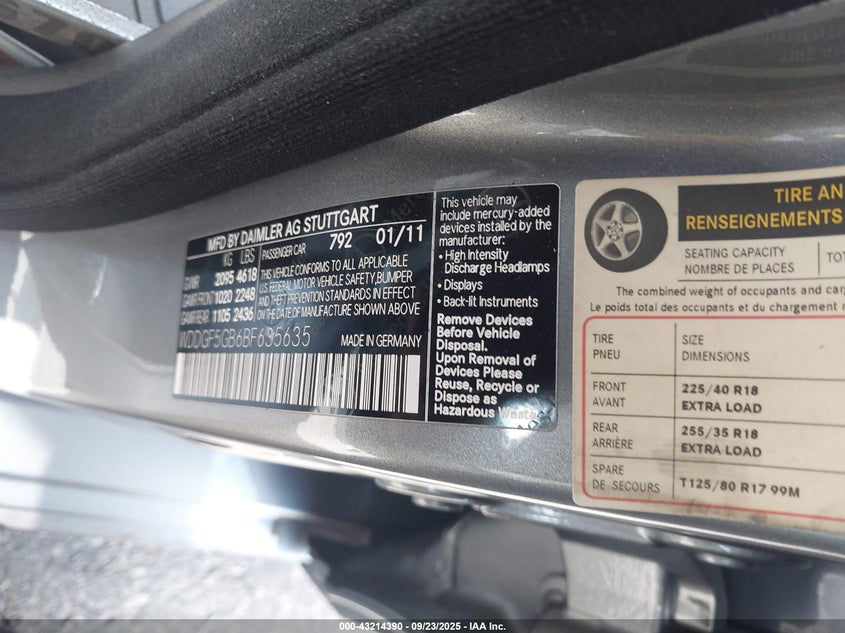 MFD BY DAIMLER AG STUTTGART
KG LBS PASSENGER CAR 792 01/11
GAWR 2095 4618 THIS VEHICLE CONFORMS TO ALL APPLICABLE
GAWR FRONT 1020 2248 U.S. FEDERAL MOTOR VEHICLE SAFETY, BUMPER
GAWR REAR 1105 2436 AND THEFT PREVENTION STANDARDS IN EFFECT
ON THE DATE OF MANUFACTURE SHOWN ABOVE
WDDGF5GB6BF635635 MADE IN GERMANY
This vehicle may
include mercury-added
devices installed by the
manufacturer:
• High Intensity
Discharge Headlamps
• Displays
• Back-lit Instruments
Remove Devices
Before Vehicle
Disposal.
Upon Removal of
Devices Please
Reuse, Recycle or
Dispose as
Hazardous Waste.
TIRE AN
RENSEIGNEMENTS
SEATING CAPACITY
NOMBRE DE PLACES
TO
The combined weight of occupants and car
Le poids total des occupants et du chargement
TIRE
PNEU
SIZE
DIMENSIONS
FRONT
AVANT
225/40 R18
EXTRA LOAD
REAR
ARRIÈRE
255/35 R18
EXTRA LOAD
SPARE
DE SECOURS
T125/80 R17 99M
000-43214390 - 09/23/2025 - IAA Inc.